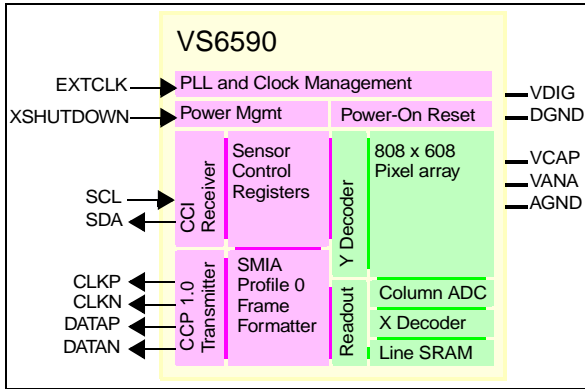 VS6590
EXTCLK
PLL and Clock Management
VDIG
XSHUTDOWN
Power Mgmt
Power-On Reset
DGND
CCI
Receiver
Sensor
Control
Registers
Y Decoder
808 x 608
Pixel array
VCAP
VANA
AGND
SCL
SDA
CLKP
CLKN
DATAP
DATAN
CCP 1.0
Transmitter
SMIA
Profile 0
Frame
Formatter
Readout
Column ADC
X Decoder
Line SRAM